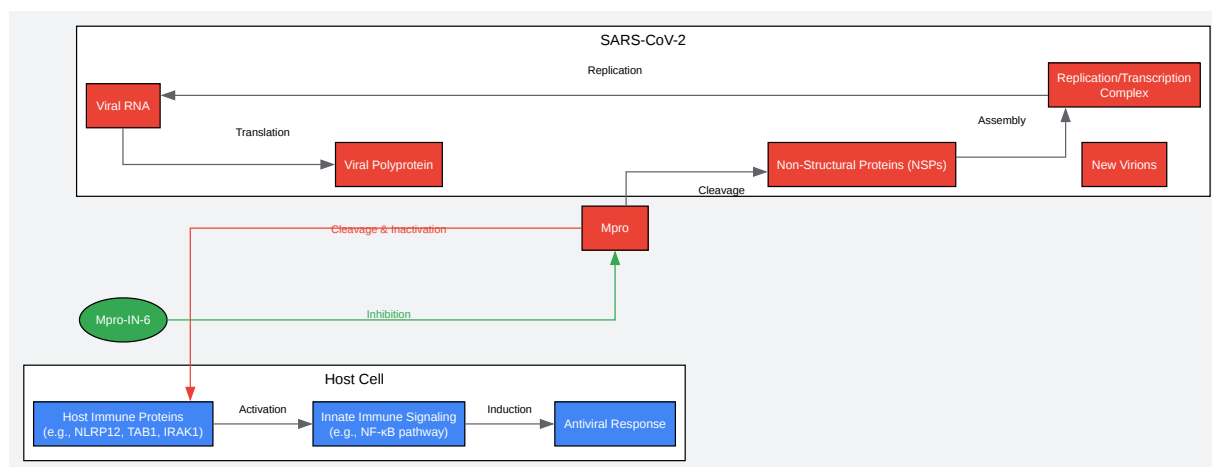 SARS-CoV-2
Replication
Replication/Transcription
Complex
Viral RNA
Assembly
Translation
Viral Polyprotein
Non-Structural Proteins (NSPs)
New Virions
Cleavage
Mpro
Cleavage & Inactivation
Mpro-IN-6
Inhibition
Host Cell
Host Immune Proteins
(e.g., NLRP12, TAB1, IRAK1)
Activation
Innate Immune Signaling
(e.g., NF-κB pathway)
Induction
Antiviral Response